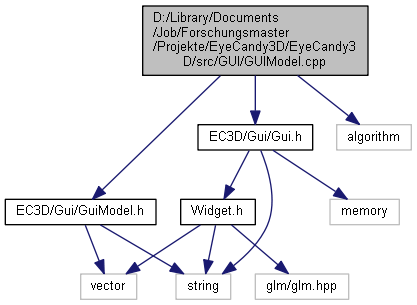 D:/Library/Documents
/Job/Forschungsmaster
/Projekte/EyeCandy3D/EyeCandy3
D/src/GUI/GUIModel.cpp
EC3D/Gui/Gui.h
algorithm
EC3D/Gui/GuiModel.h
Widget.h
memory
vector
string
glm/glm.hpp